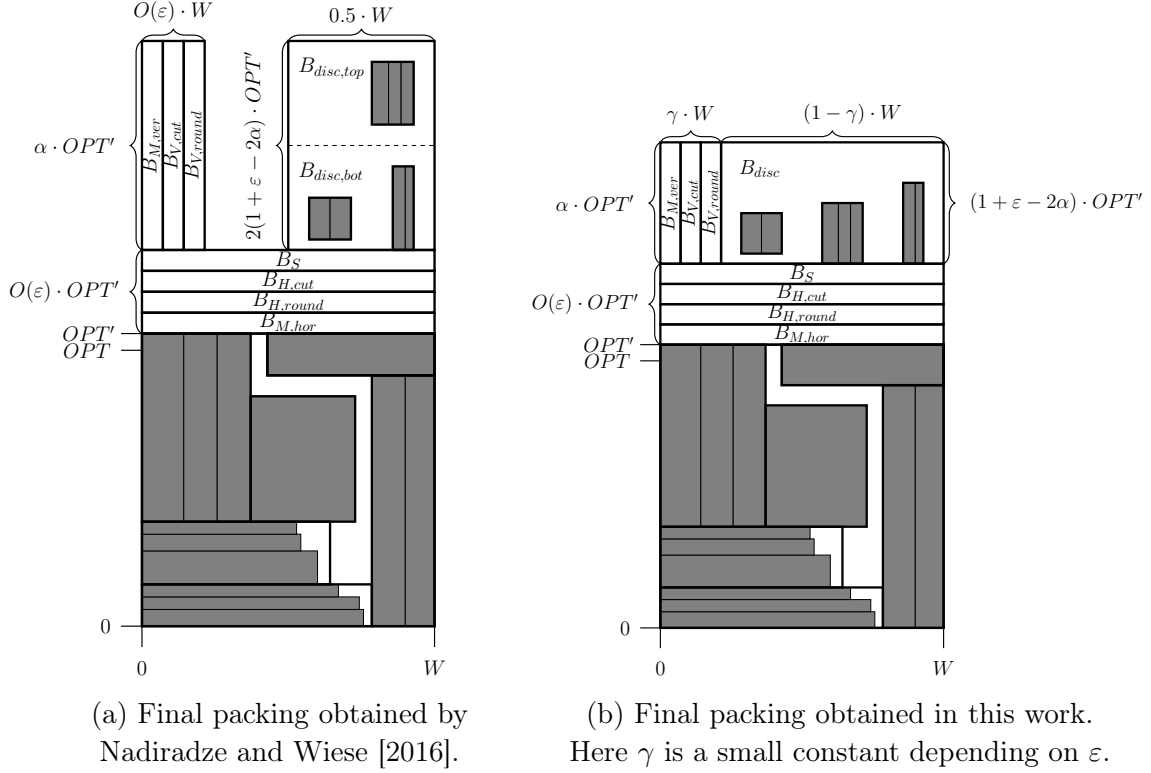 O(ε) · W
0.5 · W
α · OPT′
B_{M,ver}
B_{V,cut}
B_{V,round}
2(1 + ε − 2α) · OPT′
B_{disc,top}
B_{disc,bot}
B_S
B_{H,cut}
B_{H,round}
B_{M,hor}
O(ε) · OPT′
OPT′
OPT
0
0
W
(a) Final packing obtained by
Nadiradze and Wiese [2016].
γ · W
(1 − γ) · W
α · OPT′
B_{M,ver}
B_{V,cut}
B_{V,round}
B_{disc}
(1 + ε − 2α) · OPT′
B_S
B_{H,cut}
B_{H,round}
B_{M,hor}
O(ε) · OPT′
OPT′
OPT
0
0
W
(b) Final packing obtained in this work.
Here γ is a small constant depending on ε.